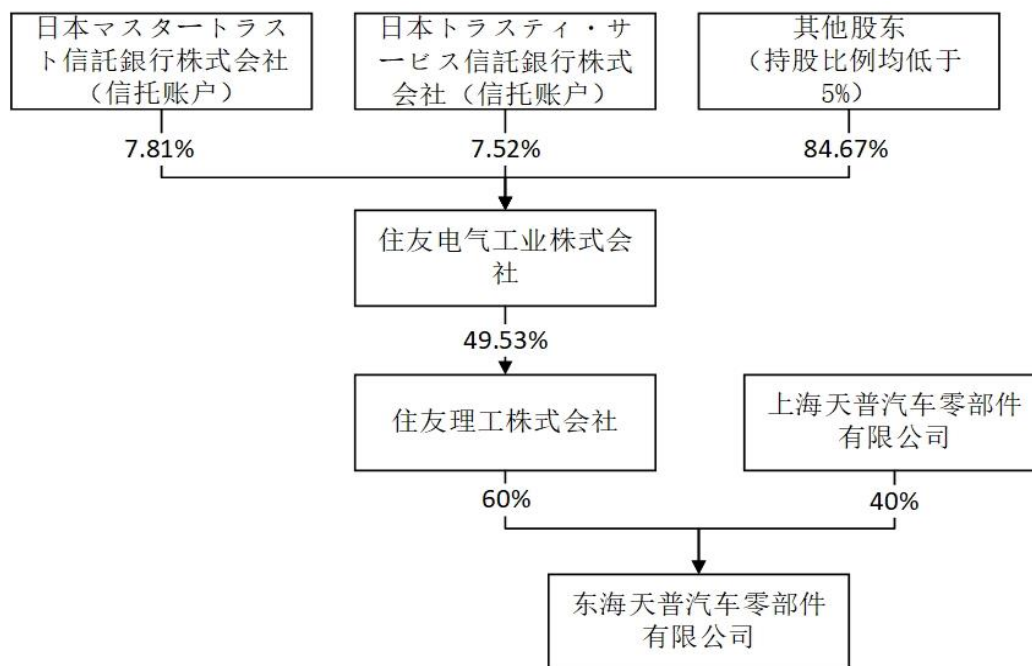 日本マスタートラス
ト信託銀行株式会社
（信托账户）
日本トラスティ・サ
ービス信託銀行株式
会社（信托账户）
其他股东
（持股比例均低于
5%）
7.81%
7.52%
84.67%
住友电气工业株式会
社
49.53%
住友理工株式会社
上海天普汽车零部件
有限公司
60%
40%
东海天普汽车零部件
有限公司